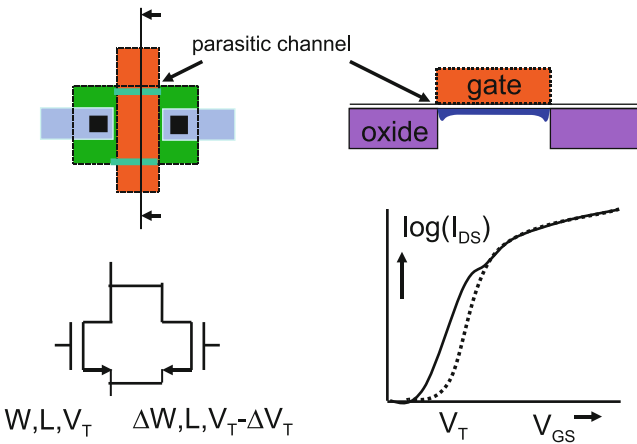 parasitic channel
gate
oxide
log(I_DS)
W,L,V_T
ΔW,L,V_T-ΔV_T
V_T
V_GS